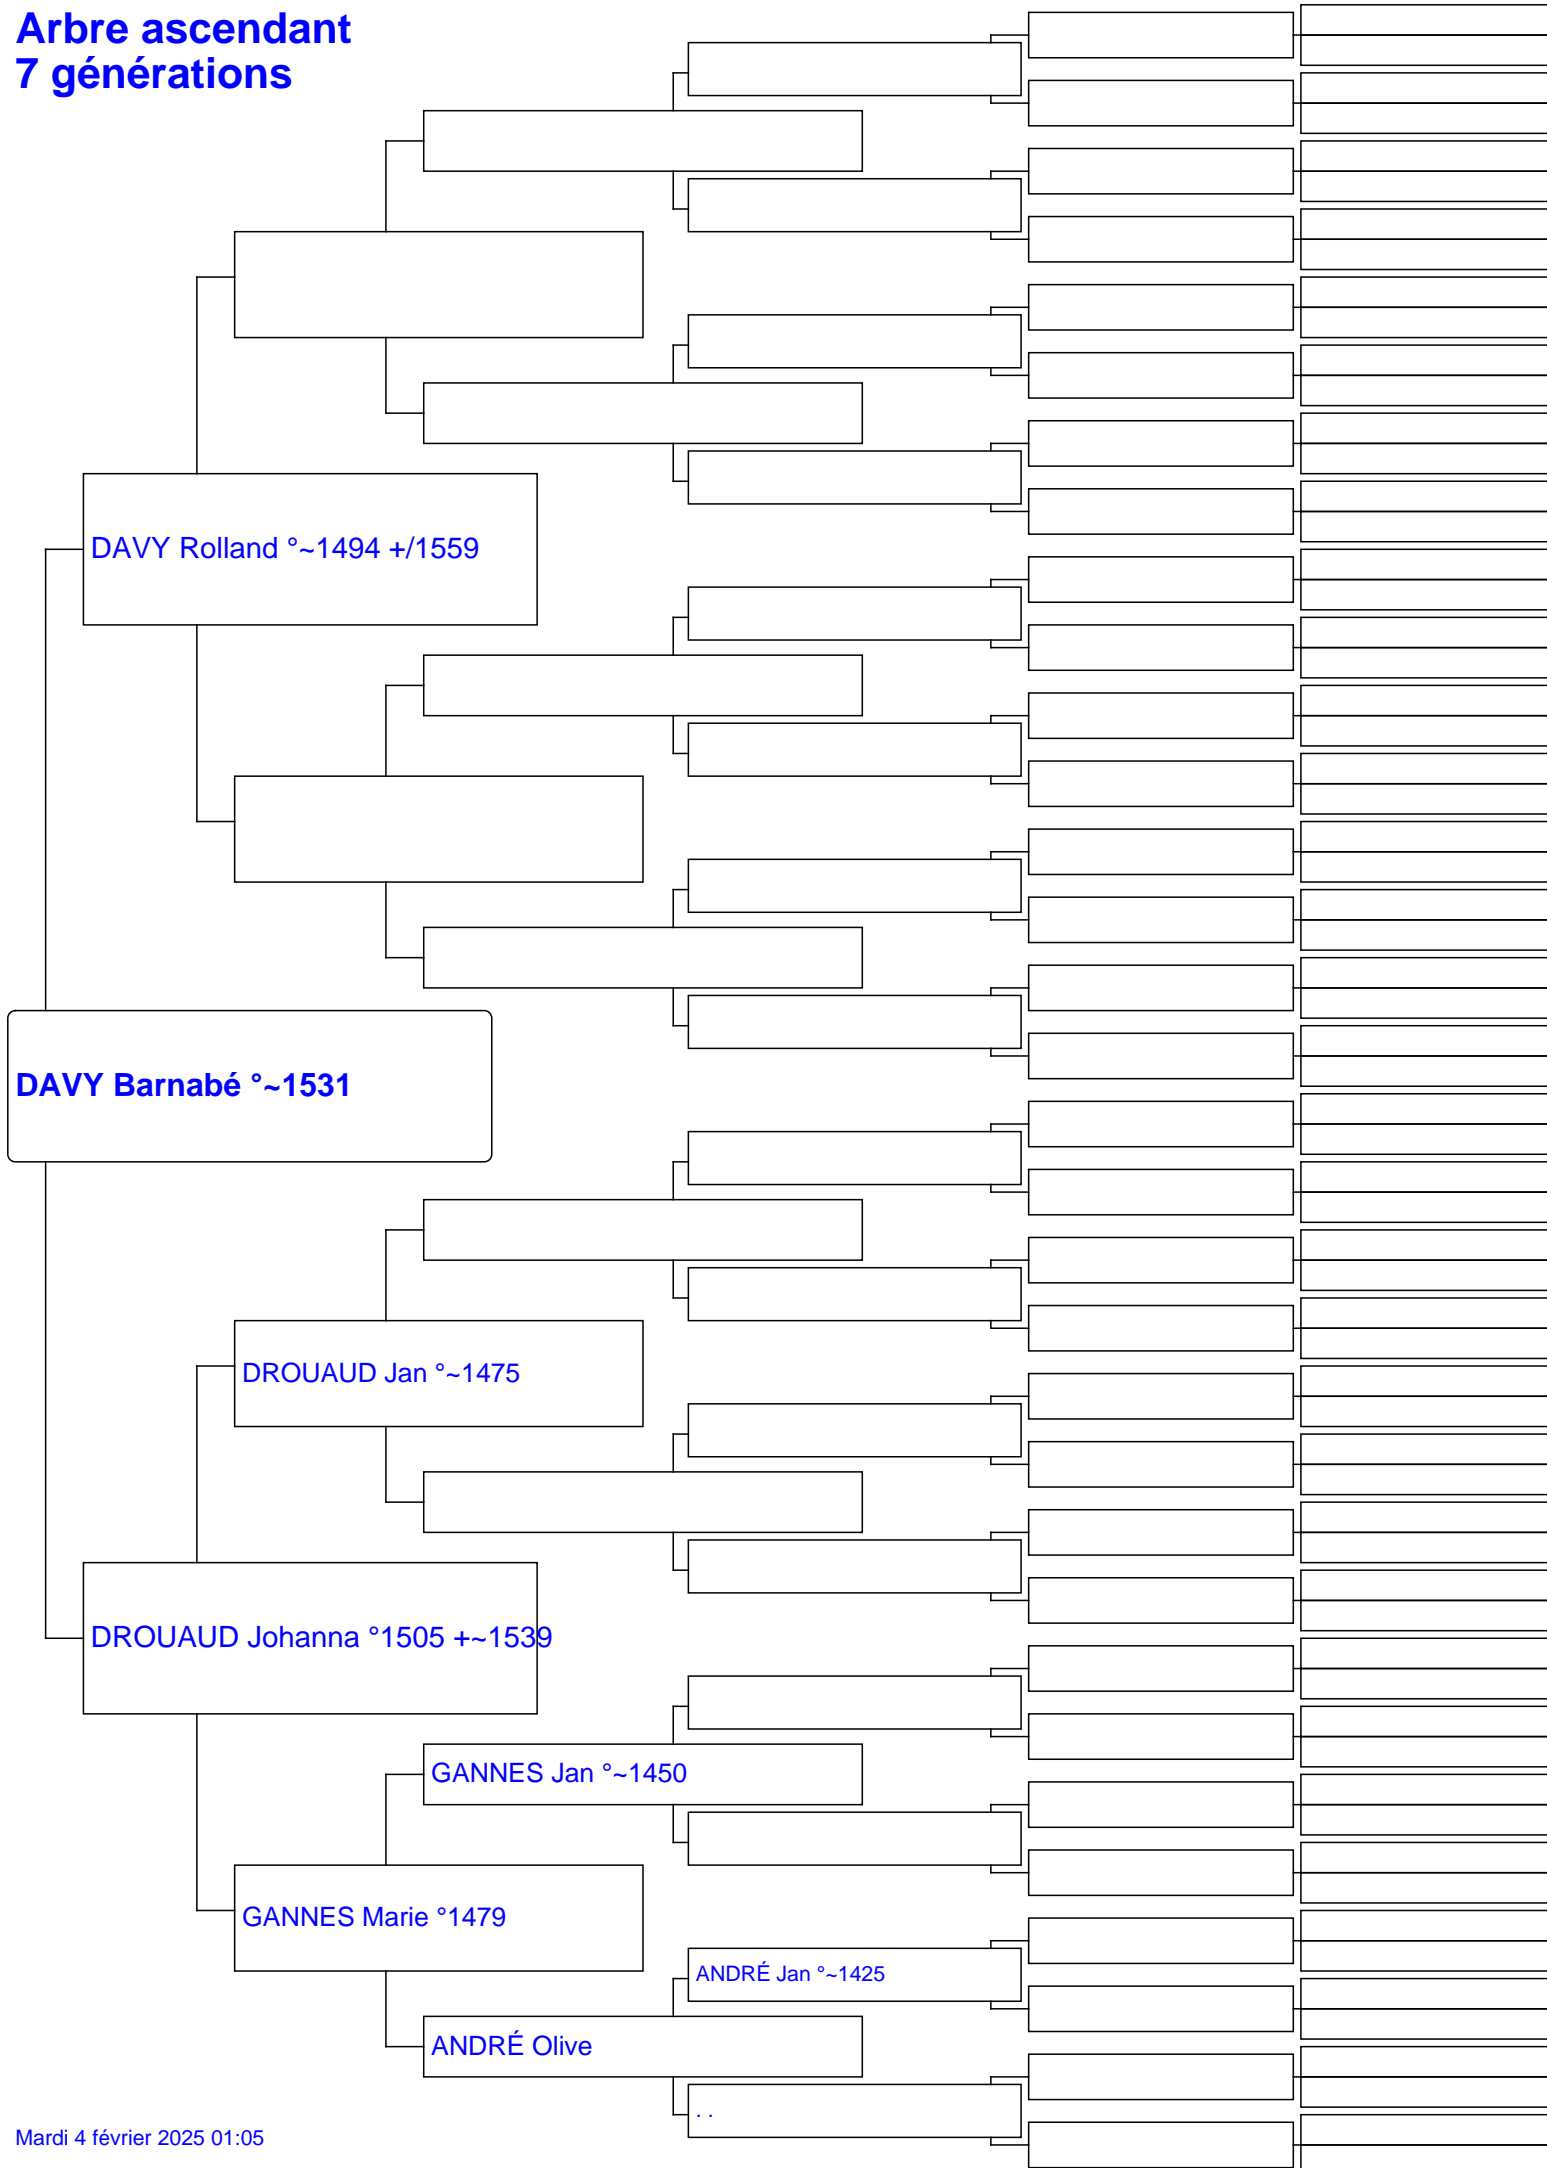 Arbre ascendant
7 générations
DAVY Rolland °~1494 +/1559
DAVY Barnabé °~1531
DROUAUD Jan °~1475
DROUAUD Johanna °1505 +~1539
GANNES Jan °~1450
GANNES Marie °1479
ANDRÉ Jan °~1425
ANDRÉ Olive
. .
Mardi 4 février 2025 01:05